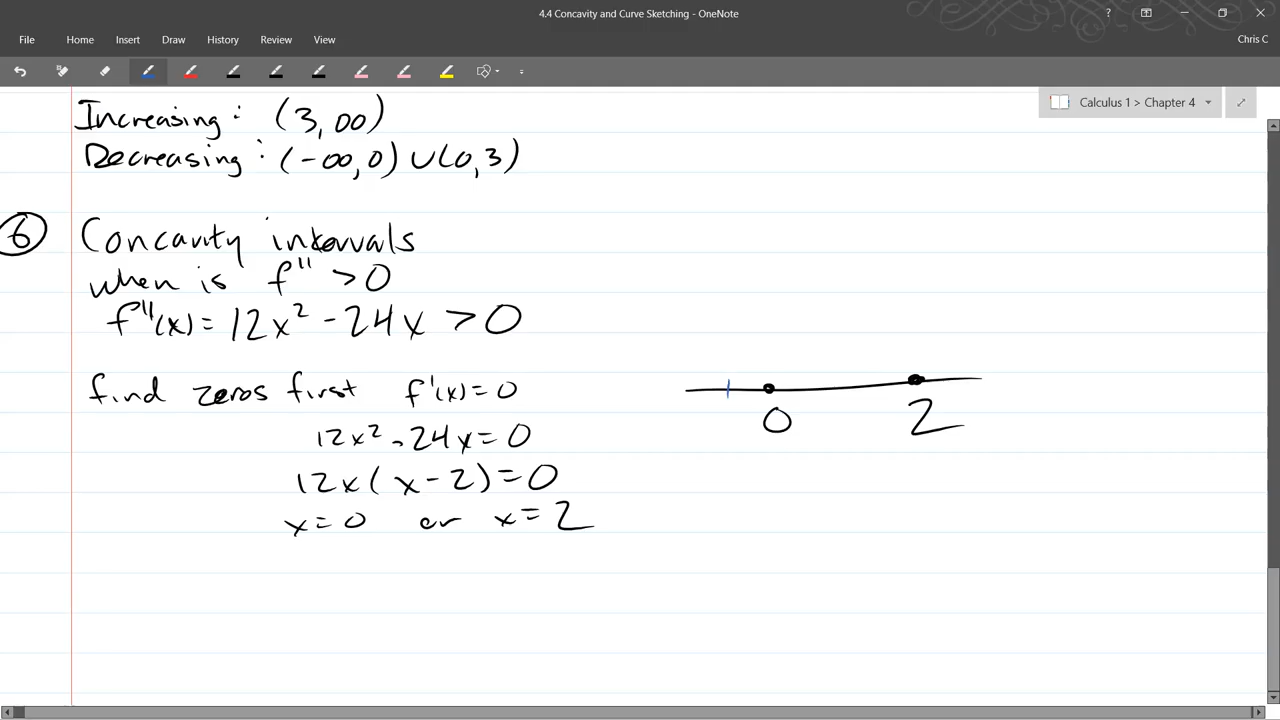 4.4 Concavity and Curve Sketching - OneNote
File Home Insert Draw History Review View Chris C
Calculus 1 > Chapter 4
Increasing: (3, ∞)
Decreasing: (-∞, 0) ∪ (0, 3)
6 Concavity intervals
when is f'' > 0
f''(x) = 12x² - 24x > 0
find zeros first f'(x) = 0
12x² - 24x = 0
12x(x - 2) = 0
x = 0 or x = 2
0 2